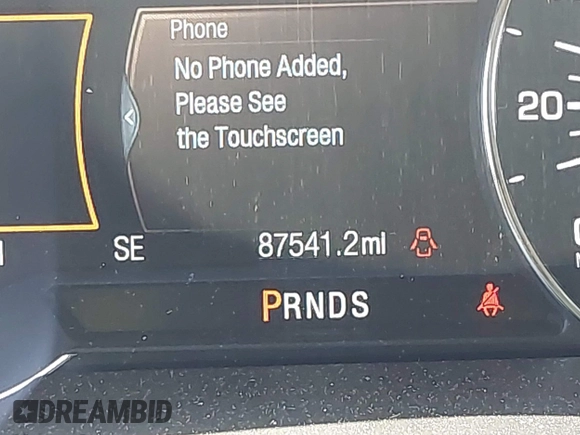 Phone
No Phone Added,
Please See
the Touchscreen
20
SE 87541.2mi
PRNDS
DREAMBID